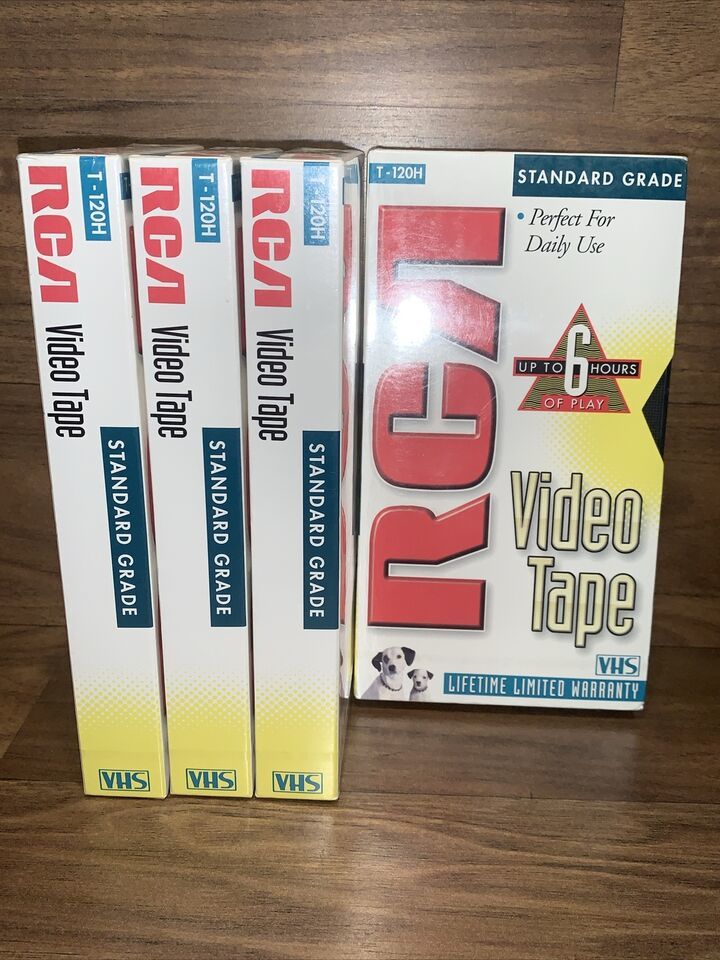 T-120H
RCA
Video Tape
STANDARD GRADE
VHS
T-120H
RCA
Video Tape
STANDARD GRADE
VHS
T-120H
RCA
Video Tape
STANDARD GRADE
VHS
T-120H
STANDARD GRADE
• Perfect For
Daily Use
RCA
UP TO 6 HOURS
OF PLAY
Video
Tape
VHS
LIFETIME LIMITED WARRANTY